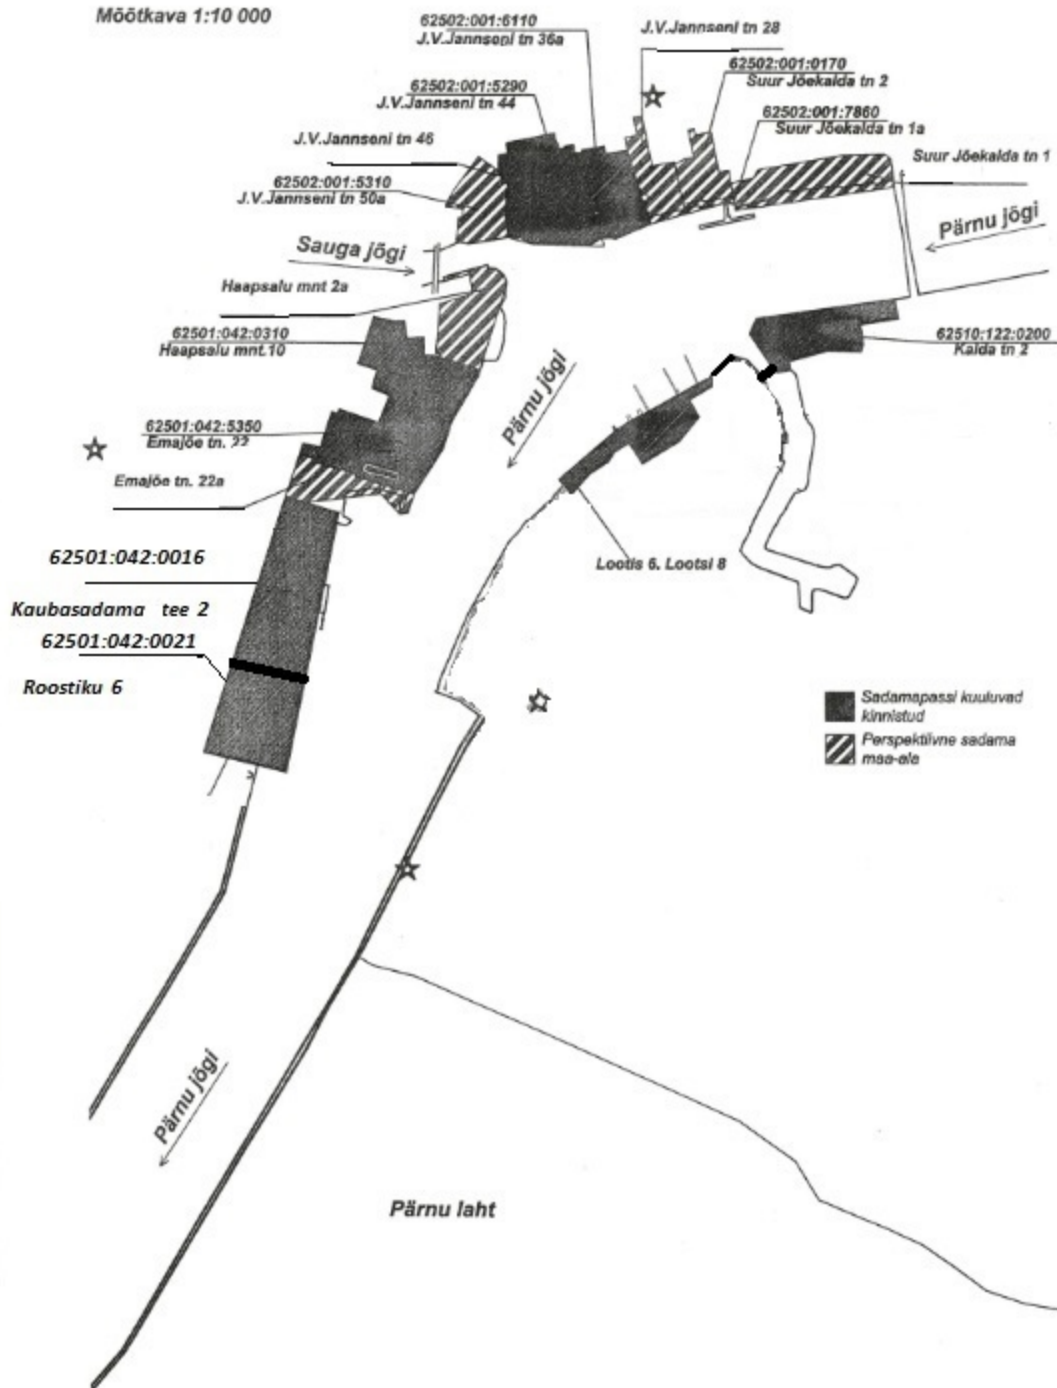 Möötkava 1:10 000
62502:001:6110
J.V.Jannseni tn 36a
J.V.Jannseni tn 28
62502:001:0170
Suur Jõekalda tn 2
62502:001:5290
J.V.Jannseni tn 44
62502:001:7860
Suur Jõekalda tn 1a
J.V.Jannseni tn 46
Suur Jõekalda tn 1
62502:001:5310
J.V.Jannseni tn 50a
Pärnu jõgi
Sauga jõgi
Haapsalu mnt 2a
62501:042:0310
Haapsalu mnt.10
62510:122:0200
Kalda tn 2
Pärnu jõgi
62501:042:5350
Emajõe tn. 22
Emajõe tn. 22a
Lootis 6. Lootsi 8
62501:042:0016
Kaubasadama tee 2
62501:042:0021
Roostiku 6
Sadamapassi kuuluvad
kinnistud
Perspektiivne sadama
maa-ala
Pärnu jõgi
Pärnu laht